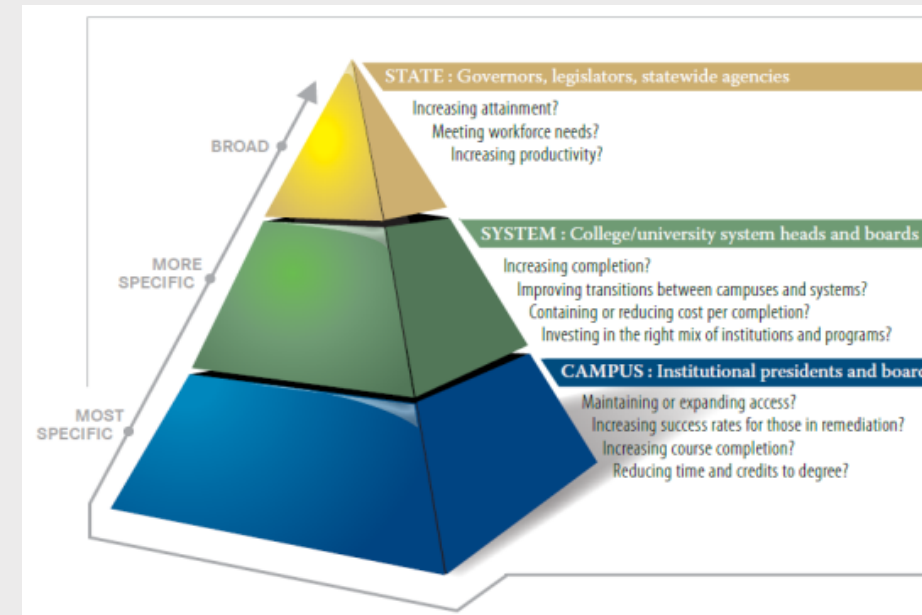 STATE : Governors, legislators, statewide agencies
Increasing attainment?
Meeting workforce needs?
Increasing productivity?
BROAD
SYSTEM : College/university system heads and boards
Increasing completion?
Improving transitions between campuses and systems?
Containing or reducing cost per completion?
Investing in the right mix of institutions and programs?
MORE
SPECIFIC
CAMPUS : Institutional presidents and boar
Maintaining or expanding access?
Increasing success rates for those in remediation?
Increasing course completion?
Reducing time and credits to degree?
MOST
SPECIFIC